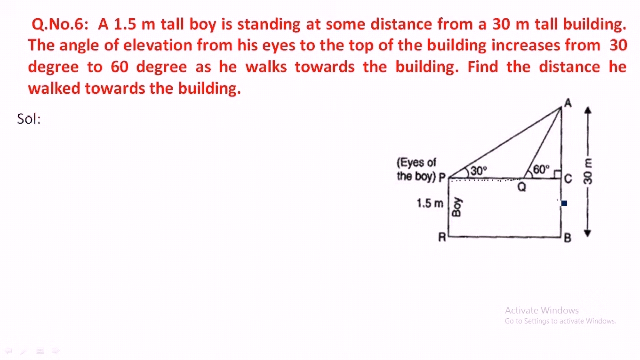 Q.No.6: A 1.5 m tall boy is standing at some distance from a 30 m tall building.
The angle of elevation from his eyes to the top of the building increases from 30
degree to 60 degree as he walks towards the building. Find the distance he
walked towards the building.
Sol:
A
(Eyes of
the boy) P
30°
60°
C
Q
30 m
1.5 m
Boy
R
B
Activate Windows
Go to Settings to activate Windows.